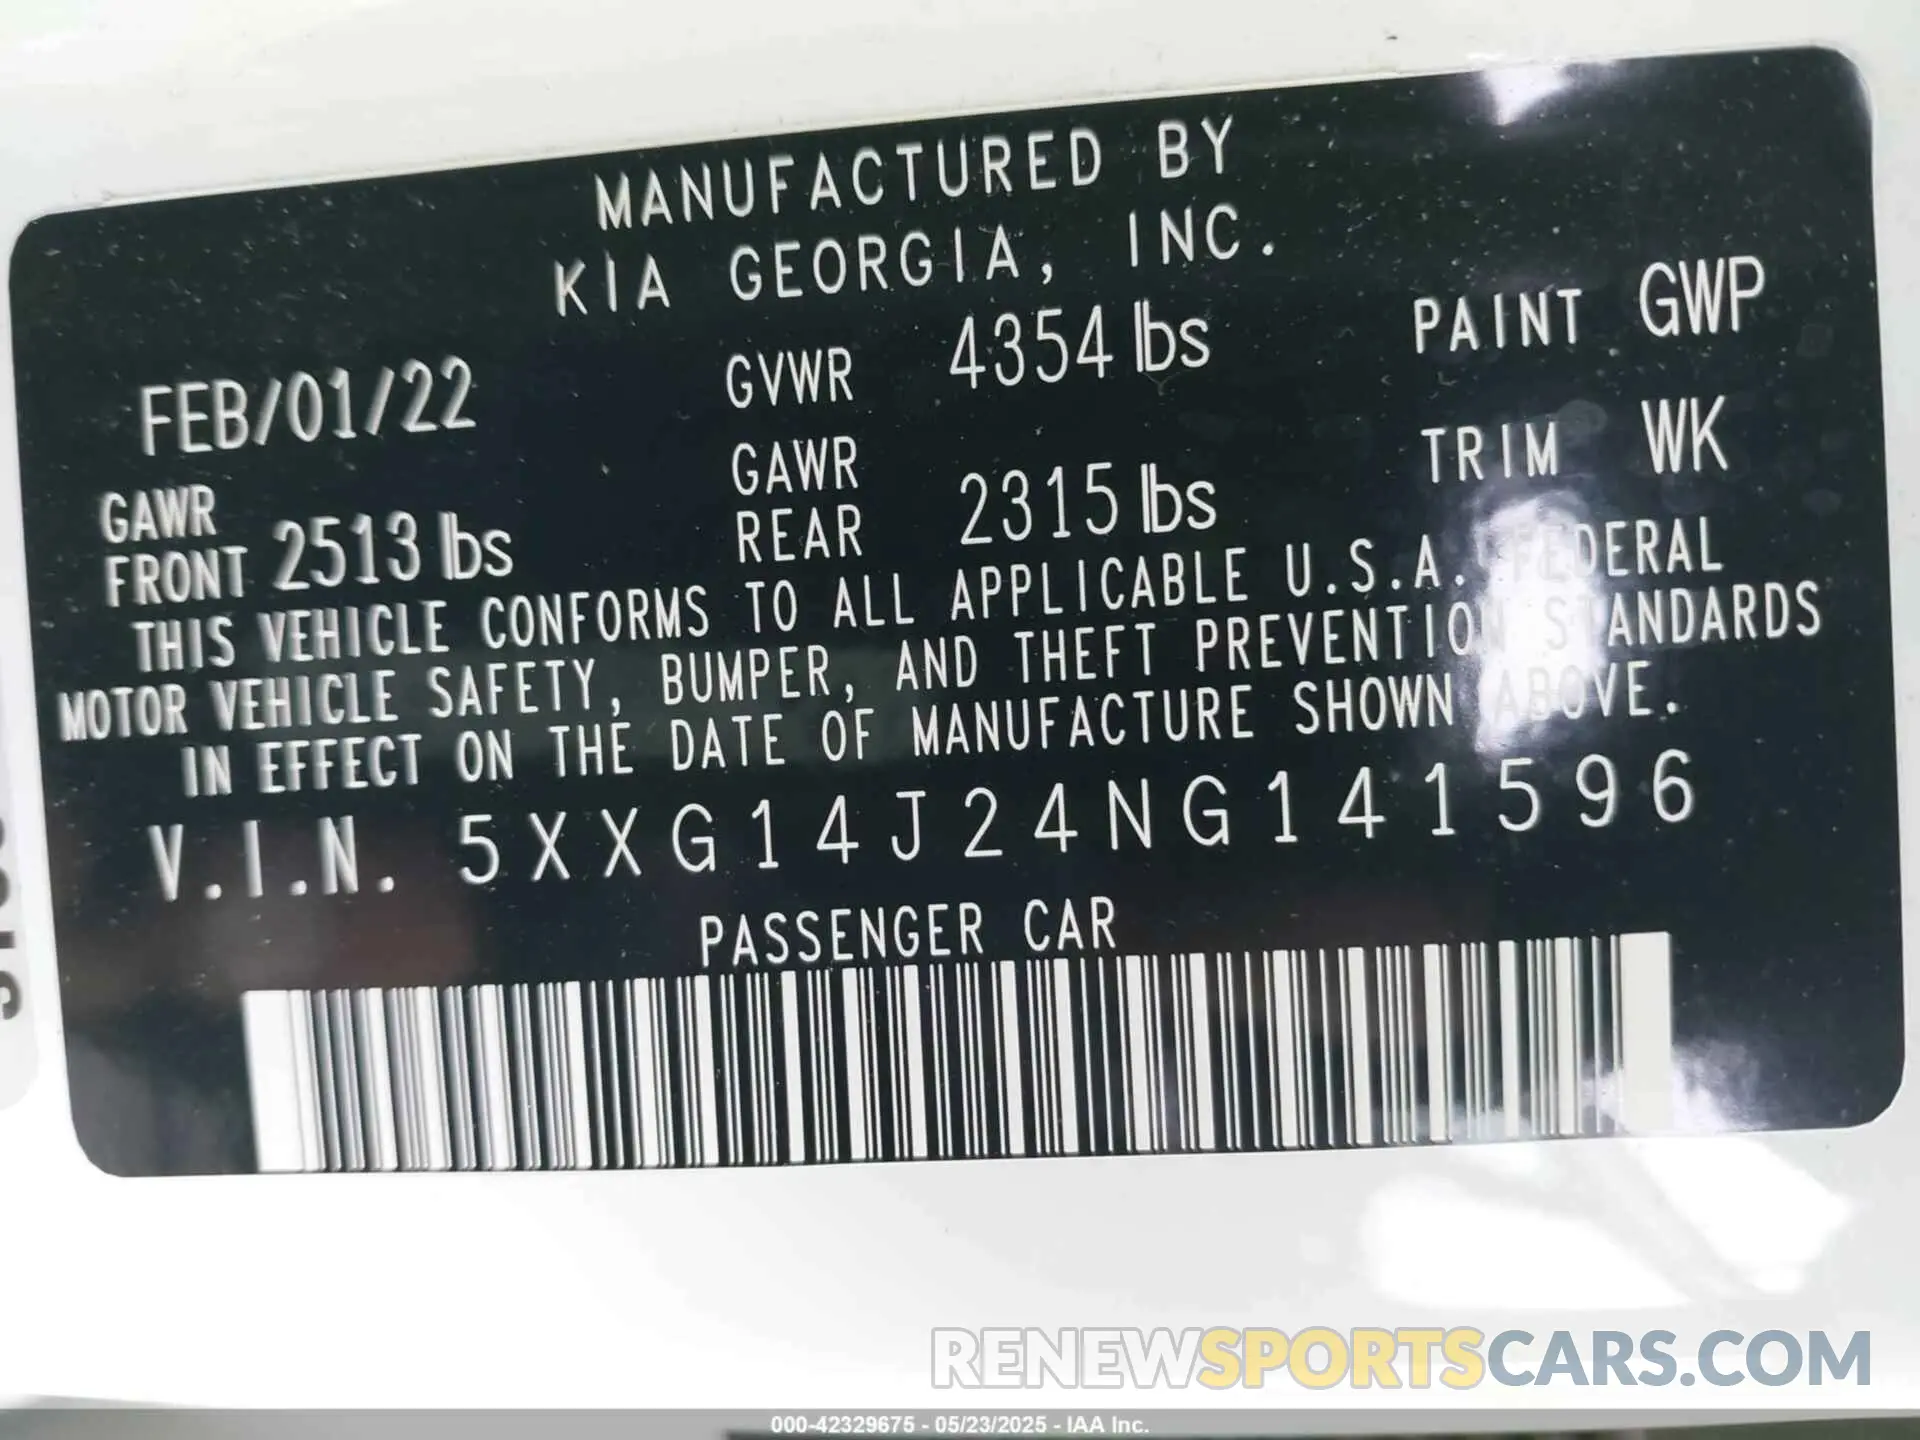 MANUFACTURED BY
KIA GEORGIA, INC.
FEB/01/22 GVWR 4354 lbs PAINT GWP
GAWR FRONT 2513 lbs GAWR REAR 2315 lbs TRIM WK
THIS VEHICLE CONFORMS TO ALL APPLICABLE U.S.A. FEDERAL
MOTOR VEHICLE SAFETY, BUMPER, AND THEFT PREVENTION STANDARDS
IN EFFECT ON THE DATE OF MANUFACTURE SHOWN ABOVE.
V.I.N. 5XXG14J24NG141596
PASSENGER CAR
RENEWSPORTSCARS.COM
000-42329675 - 05/23/2025 - IAA Inc.